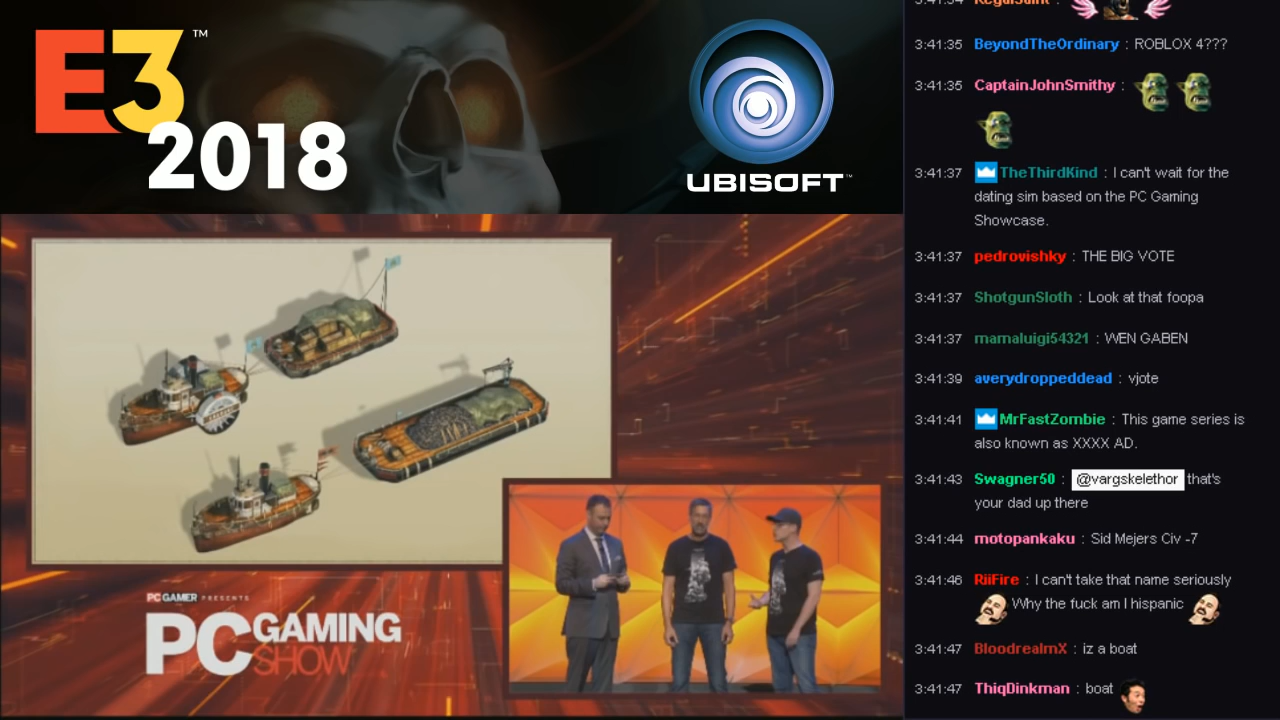 E3™
2018
UBISOFT™
PC GAMER PRESENTS
PC GAMING
SHOW
3:41:35 BeyondTheOrdinary : ROBLOX 4???
3:41:35 CaptainJohnSmithy :
3:41:37 TheThirdKind : I can't wait for the
dating sim based on the PC Gaming
Showcase.
3:41:37 pedrovishky : THE BIG VOTE
3:41:37 ShotgunSloth : Look at that foopa
3:41:37 mamaluigi54321 : WEN GABEN
3:41:39 averydroppeddead : vjote
3:41:41 MrFastZombie : This game series is
also known as XXXX AD.
3:41:43 Swagner50 : @vargskelethor that's
your dad up there
3:41:44 motopankaku : Sid Mejers Civ -7
3:41:46 RiiFire : I can't take that name seriously
Why the fuck am I hispanic
3:41:47 BloodrealmX : iz a boat
3:41:47 ThiqDinkman : boat